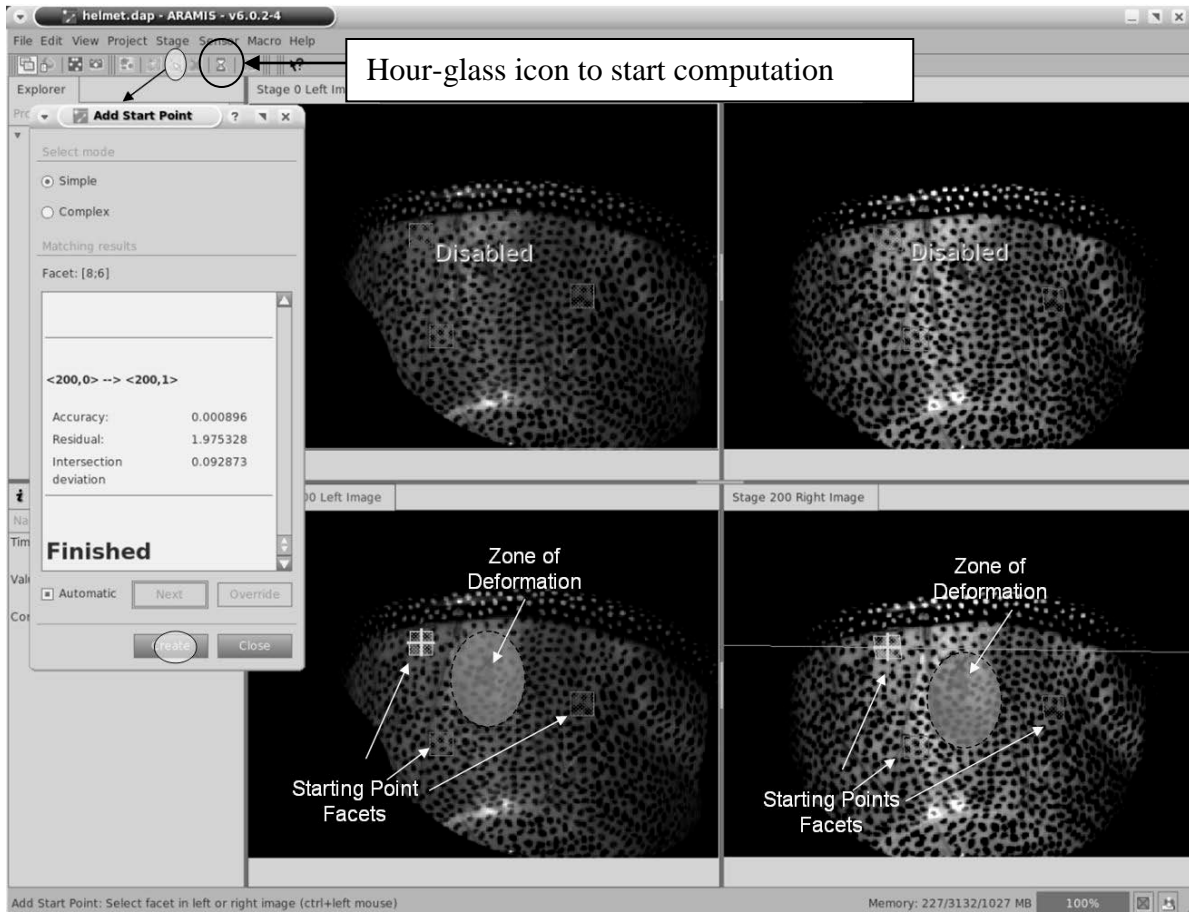 helmet.dap - ARAMIS - v6.0.2-4
File Edit View Project Stage Sensor Macro Help
Hour-glass icon to start computation
Explorer
Stage 0 Left Im
Add Start Point
Select mode
Simple
Complex
Matching results
Facet: [8;6]
<200,0> --> <200,1>
Accuracy: 0.000896
Residual: 1.975328
Intersection 0.092873
deviation
Finished
Automatic Next Override
Create Close
Disabled
Disabled
00 Left Image
Stage 200 Right Image
Zone of
Deformation
Starting Point
Facets
Zone of
Deformation
Starting Points
Facets
Add Start Point: Select facet in left or right image (ctrl+left mouse)
Memory: 227/3132/1027 MB 100%